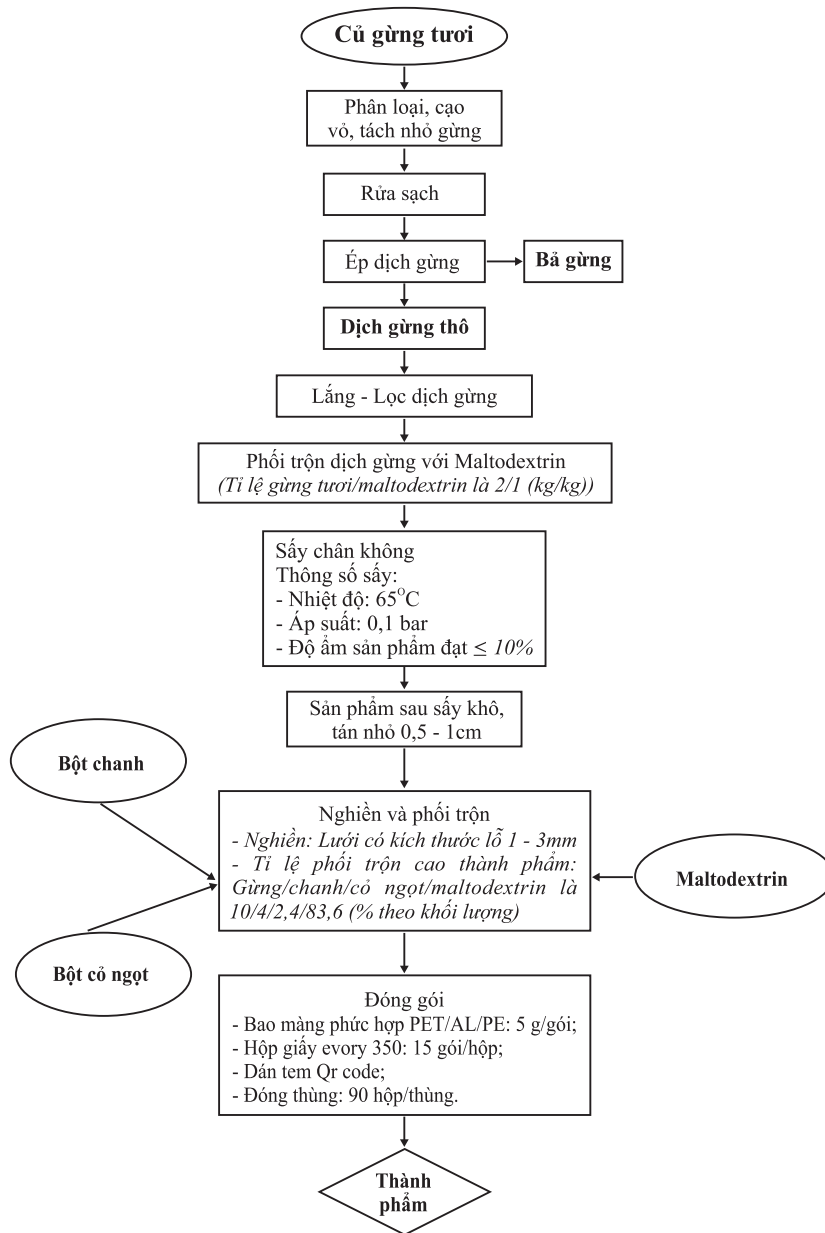 Củ gừng tươi
Phân loại, cạo
vỏ, tách nhỏ gừng
Rửa sạch
Ép dịch gừng
Bả gừng
Dịch gừng thô
Lắng - Lọc dịch gừng
Phối trộn dịch gừng với Maltodextrin
(Tỉ lệ gừng tươi/maltodextrin là 2/1 (kg/kg))
Sấy chân không
Thông số sấy:
- Nhiệt độ: 65°C
- Áp suất: 0,1 bar
- Độ ẩm sản phẩm đạt ≤ 10%
Sản phẩm sau sấy khô,
tán nhỏ 0,5 - 1cm
Bột chanh
Nghiền và phối trộn
- Nghiền: Lưới có kích thước lỗ 1 - 3mm
- Tỉ lệ phối trộn cao thành phẩm:
Gừng/chanh/cỏ ngọt/maltodextrin là
10/4/2,4/83,6 (% theo khối lượng)
Maltodextrin
Bột cỏ ngọt
Đóng gói
- Bao màng phức hợp PET/AL/PE: 5 g/gói;
- Hộp giấy evory 350: 15 gói/hộp;
- Dán tem Qr code;
- Đóng thùng: 90 hộp/thùng.
Thành
phẩm